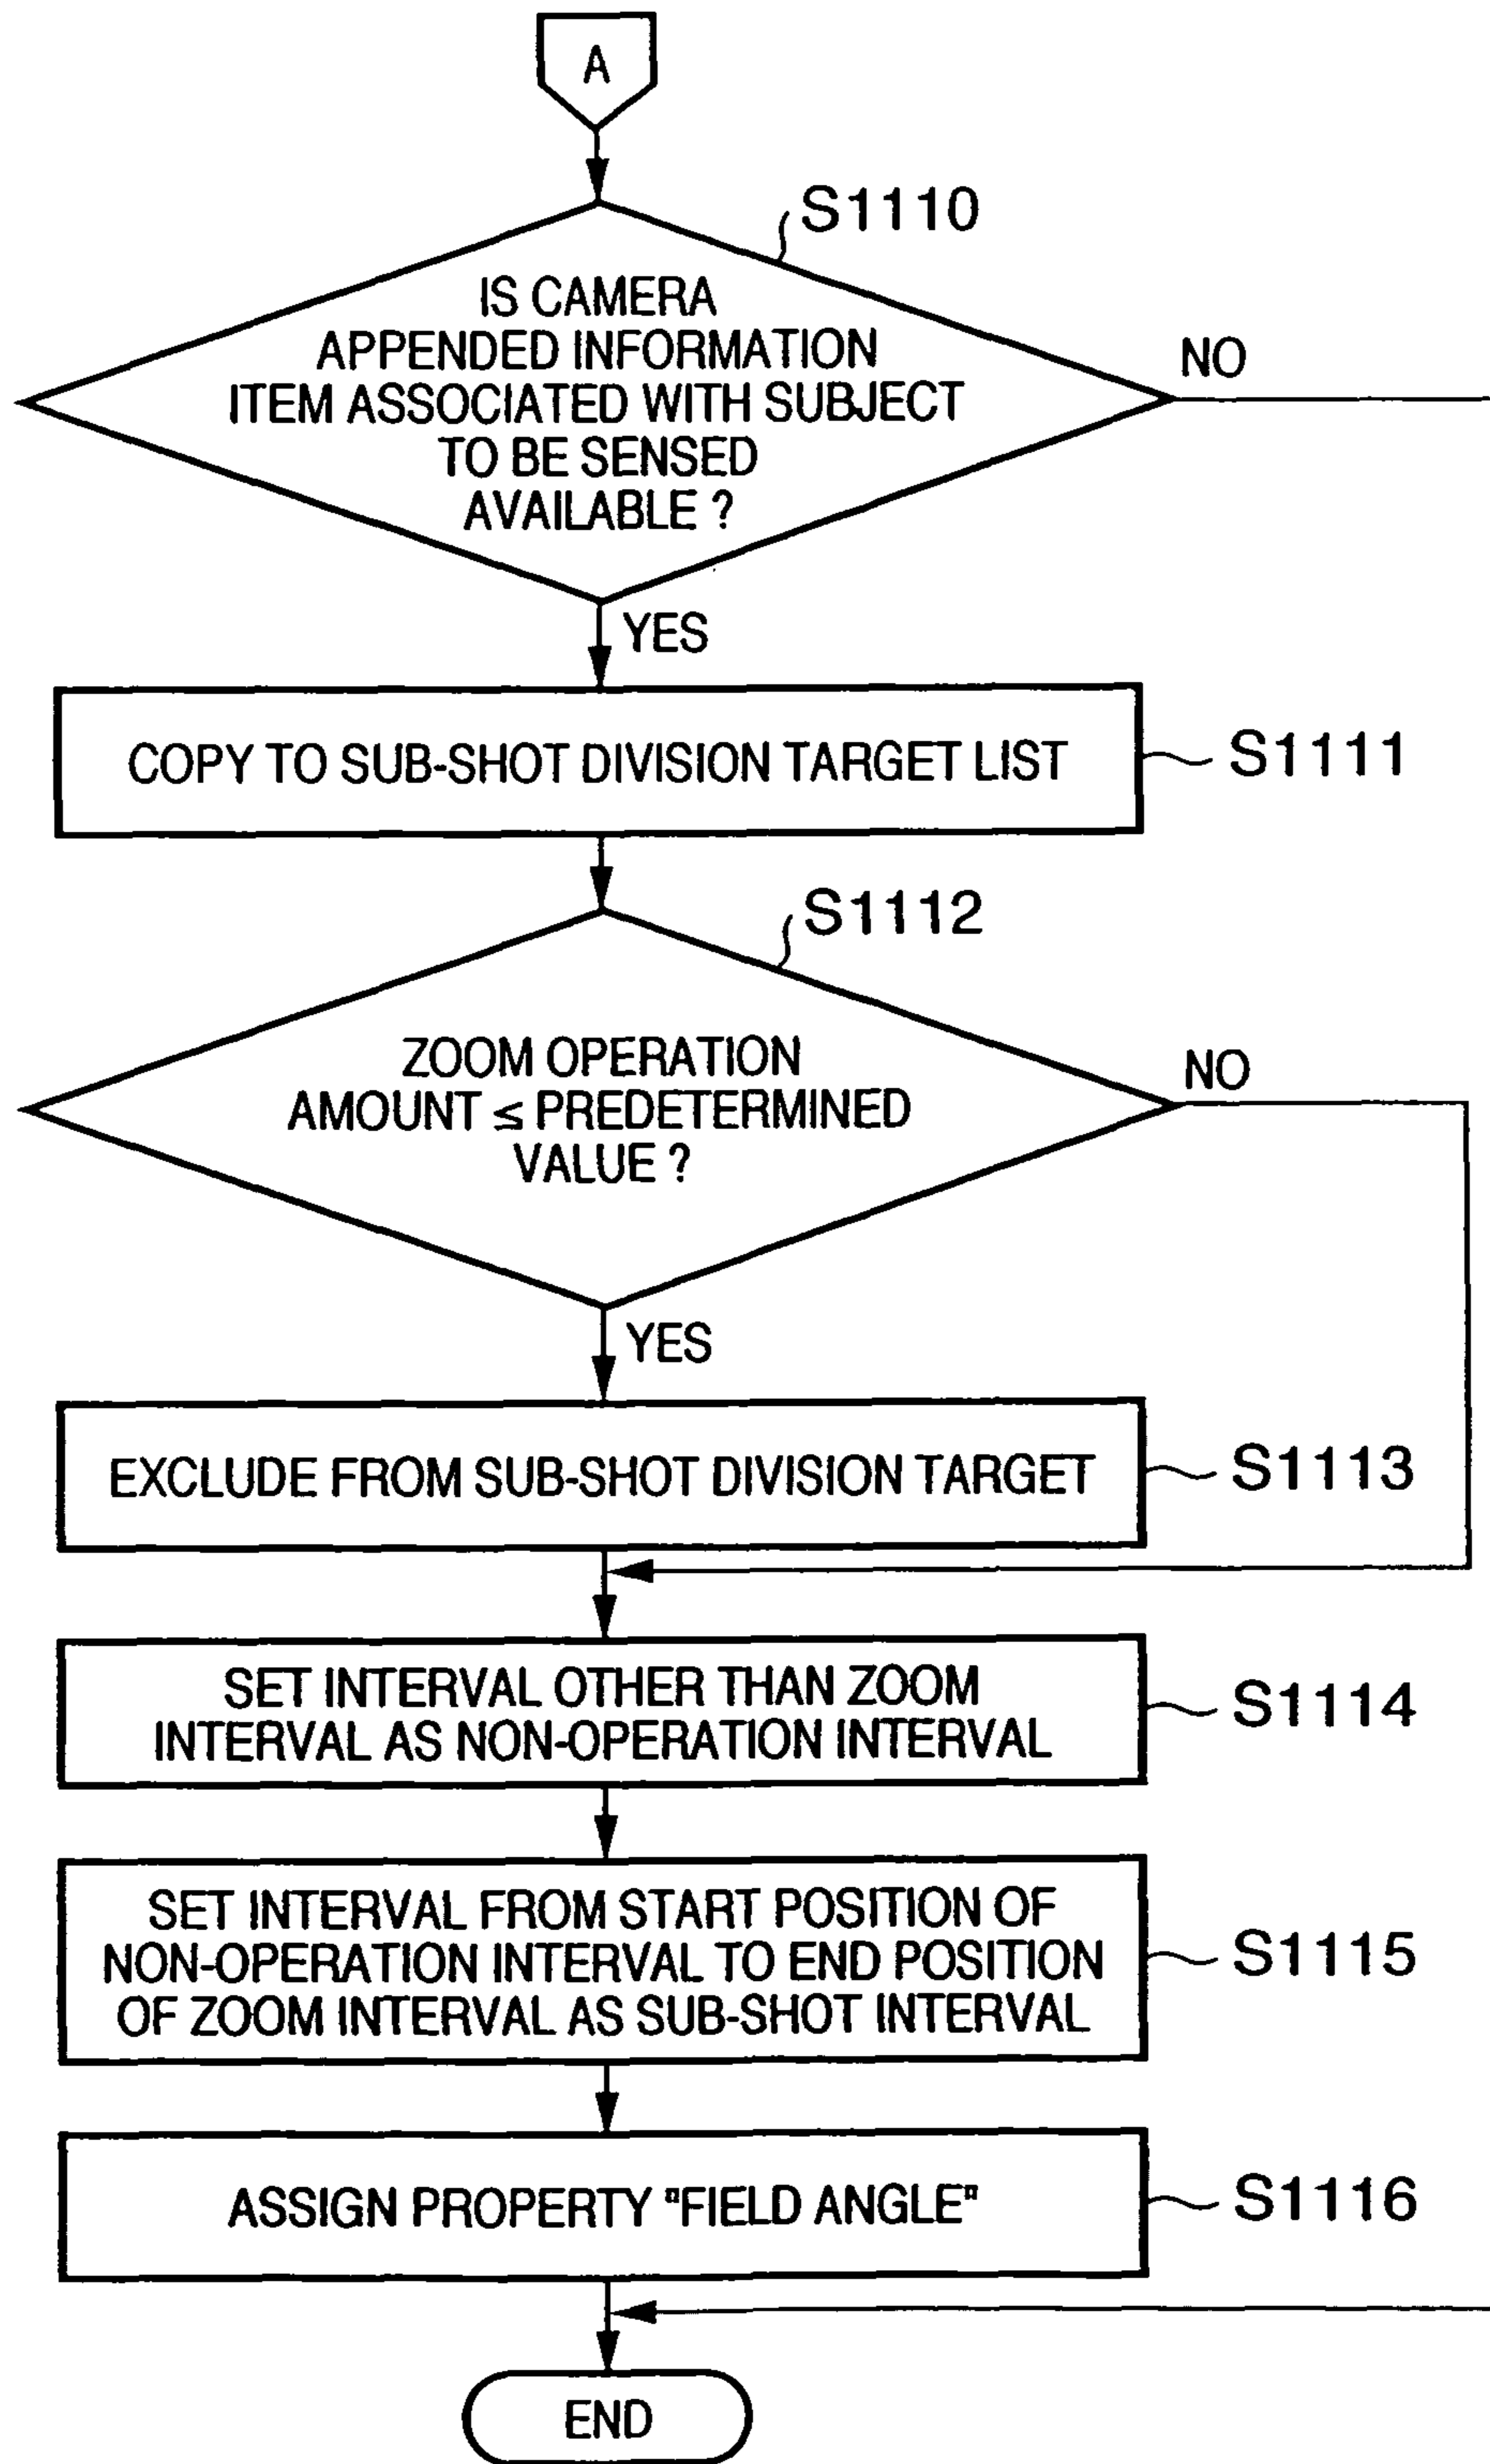 A
S1110
IS CAMERA
APPENDED INFORMATION
ITEM ASSOCIATED WITH SUBJECT
TO BE SENSED
AVAILABLE ?
NO
YES
COPY TO SUB-SHOT DIVISION TARGET LIST
S1111
S1112
ZOOM OPERATION
AMOUNT ≤ PREDETERMINED
VALUE ?
NO
YES
EXCLUDE FROM SUB-SHOT DIVISION TARGET
S1113
SET INTERVAL OTHER THAN ZOOM
INTERVAL AS NON-OPERATION INTERVAL
S1114
SET INTERVAL FROM START POSITION OF
NON-OPERATION INTERVAL TO END POSITION
OF ZOOM INTERVAL AS SUB-SHOT INTERVAL
S1115
ASSIGN PROPERTY "FIELD ANGLE"
S1116
END